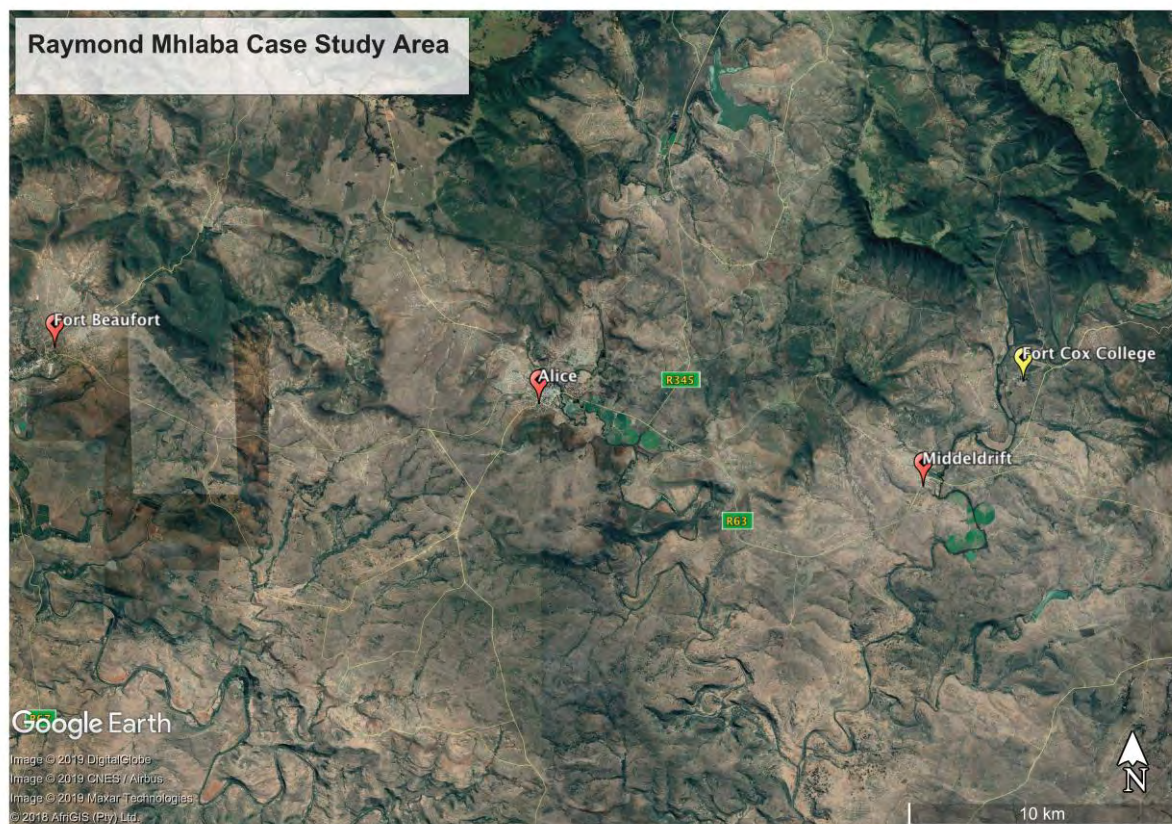 Raymond Mhlaba Case Study Area
Fort Beaufort
Alice
R345
Fort Cox College
Middeldrift
R63
Google Earth
Image © 2019 DigitalGlobe
Image © 2019 CNES / Airbus
Image © 2019 Maxar Technologies
© 2018 AfriGIS (Pty) Ltd.
N
10 km